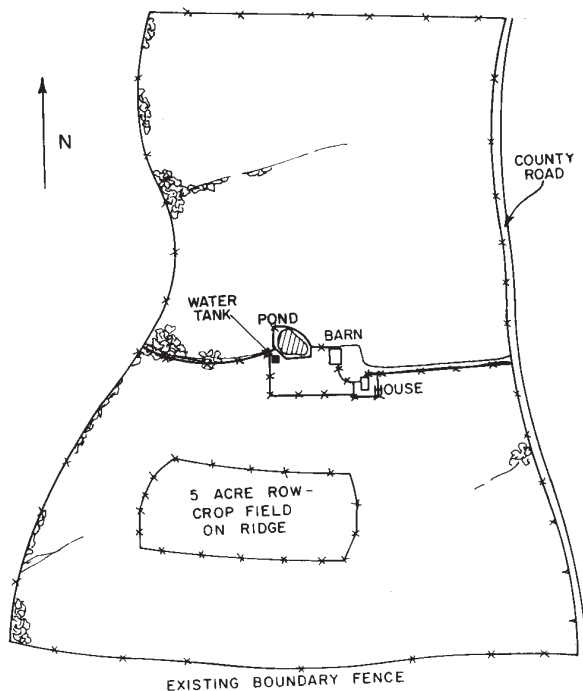 N
COUNTY
ROAD
WATER
TANK
POND
BARN
HOUSE
5 ACRE ROW-
CROP FIELD
ON RIDGE
EXISTING BOUNDARY FENCE